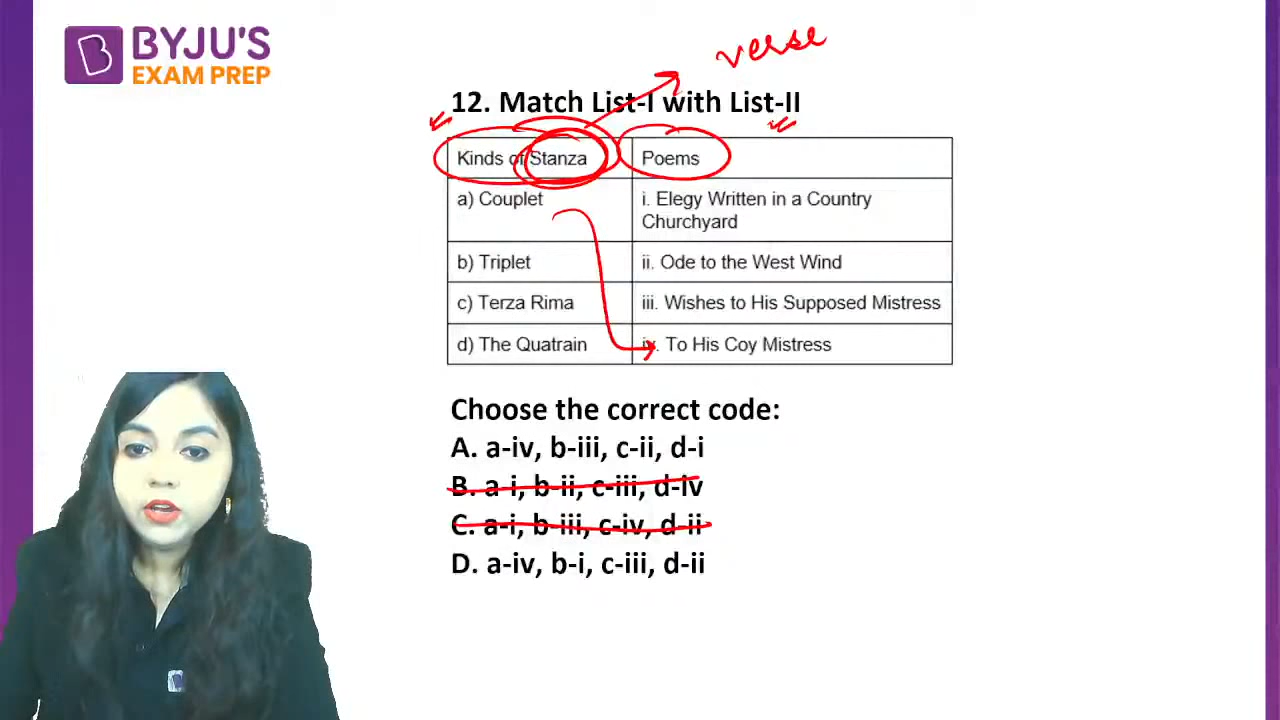 BYJU'S
EXAM PREP
verse
12. Match List-I with List-II
Kinds of Stanza
Poems
a) Couplet
i. Elegy Written in a Country
Churchyard
b) Triplet
ii. Ode to the West Wind
c) Terza Rima
iii. Wishes to His Supposed Mistress
d) The Quatrain
iv. To His Coy Mistress
Choose the correct code:
A. a-iv, b-iii, c-ii, d-i
B. a-i, b-ii, c-iii, d-iv
C. a-i, b-iii, c-iv, d-ii
D. a-iv, b-i, c-iii, d-ii